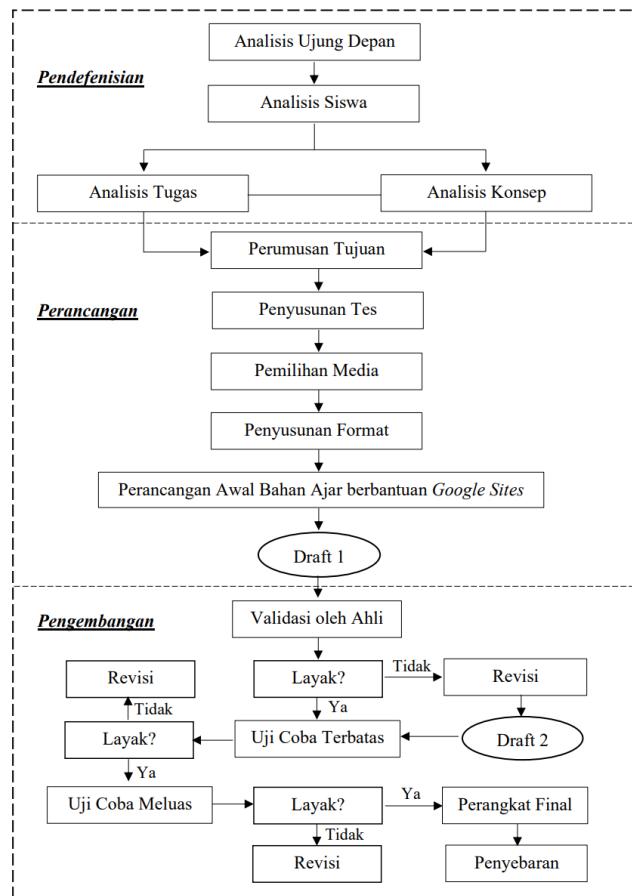 Analisis Ujung Depan
Pendefenisian
Analisis Siswa
Analisis Tugas
Analisis Konsep
Perumusan Tujuan
Perancangan
Penyusunan Tes
Pemilihan Media
Penyusunan Format
Perancangan Awal Bahan Ajar berbantuan Google Sites
Draft 1
Pengembangan
Validasi oleh Ahli
Revisi
Layak?
Tidak
Revisi
Tidak
Ya
Layak?
Uji Coba Terbatas
Draft 2
Ya
Uji Coba Meluas
Layak?
Ya
Perangkat Final
Tidak
Revisi
Penyebaran